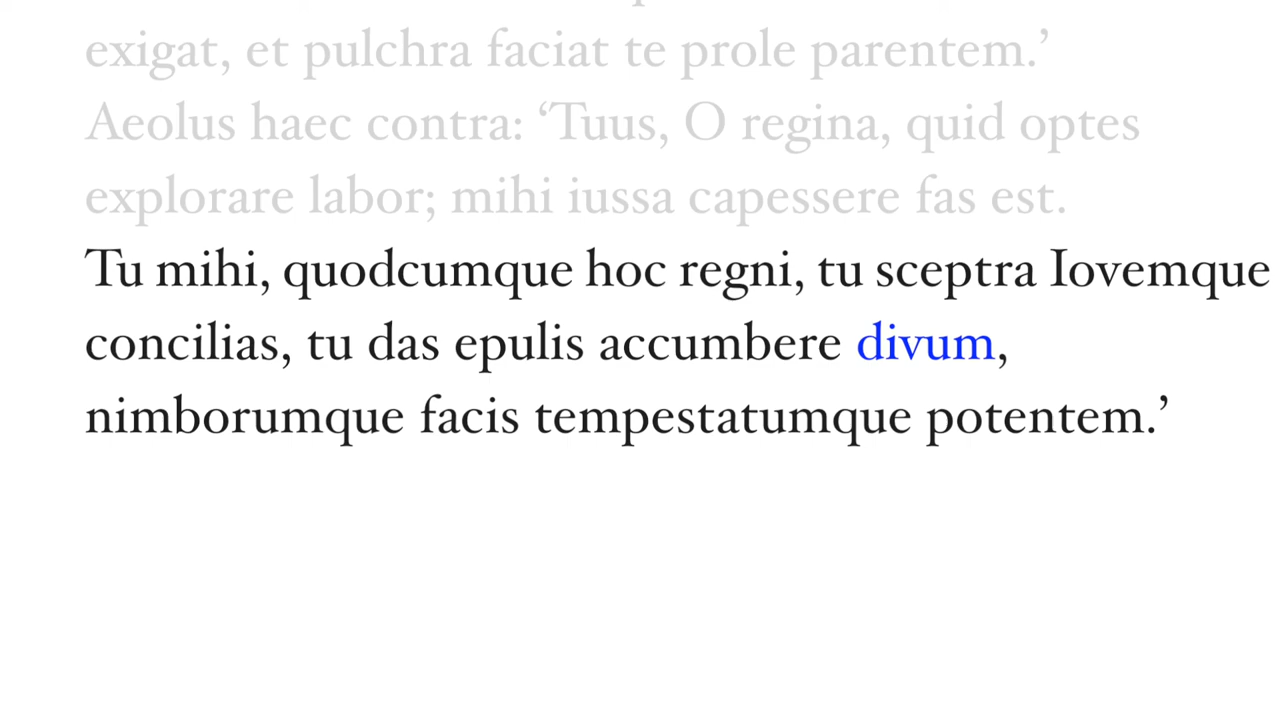 exigat, et pulchra faciat te prole parentem.’
Aeolus haec contra: ‘Tuus, O regina, quid optes
explorare labor; mihi iussa capessere fas est.
Tu mihi, quodcumque hoc regni, tu sceptra Iovemque
concilias, tu das epulis accumbere divum,
nimborumque facis tempestatumque potentem.’